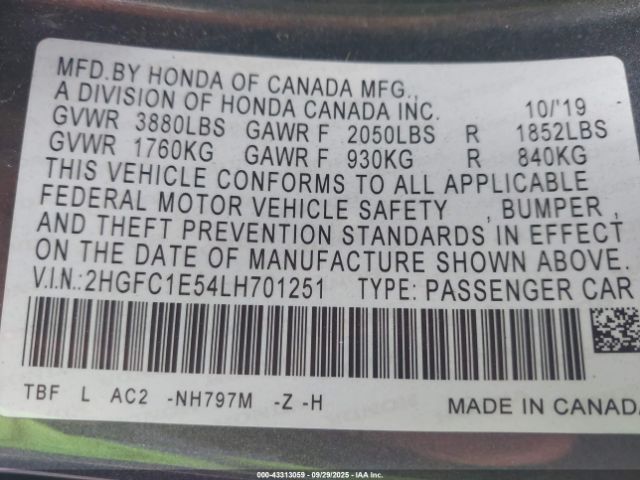 MFD.BY HONDA OF CANADA MFG.,
A DIVISION OF HONDA CANADA INC. 10/'19
GVWR 3880LBS GAWR F 2050LBS R 1852LBS
GVWR 1760KG GAWR F 930KG R 840KG
THIS VEHICLE CONFORMS TO ALL APPLICABLE
FEDERAL MOTOR VEHICLE SAFETY , BUMPER ,
AND THEFT PREVENTION STANDARDS IN EFFECT
ON THE DATE OF MANUFACTURE SHOWN ABOVE.
V.I.N.:2HGFC1E54LH701251 TYPE: PASSENGER CAR
TBF L AC2 -NH797M -Z -H MADE IN CANADA
000-43313059 - 09/29/2025 - IAA Inc.